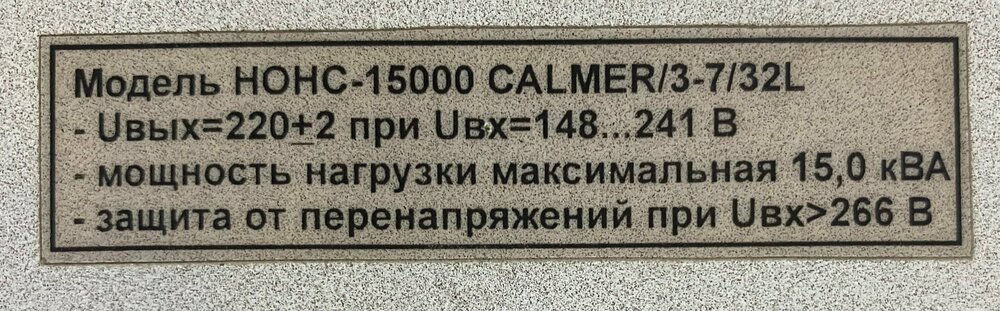 Модель НОНС-15000 CALMER/3-7/32L
- Uвых=220±2 при Uвх=148...241 В
- мощность нагрузки максимальная 15,0 кВА
- защита от перенапряжений при Uвх>266 В